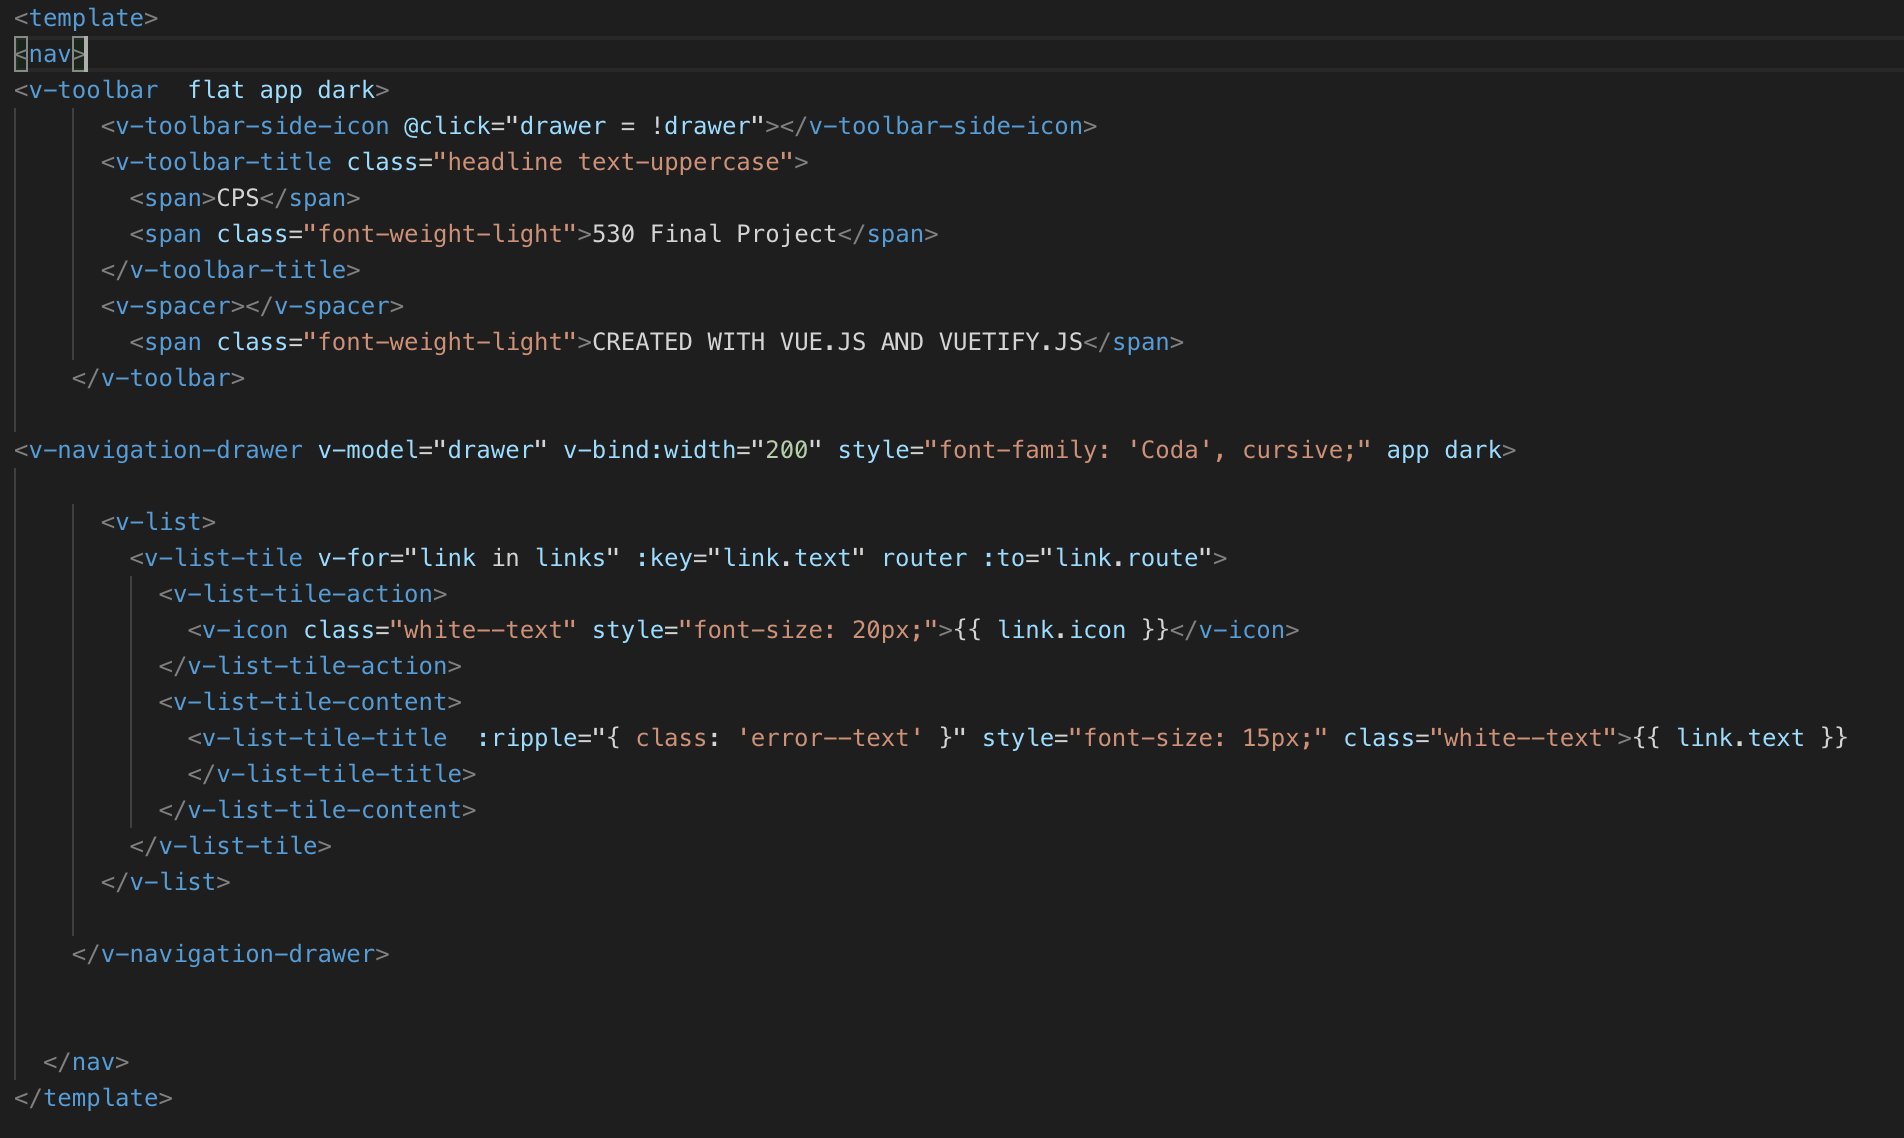 <template>
<nav>
<v-toolbar  flat app dark>
      <v-toolbar-side-icon @click="drawer = !drawer"></v-toolbar-side-icon>
      <v-toolbar-title class="headline text-uppercase">
        <span>CPS</span>
        <span class="font-weight-light">530 Final Project</span>
      </v-toolbar-title>
      <v-spacer></v-spacer>
        <span class="font-weight-light">CREATED WITH VUE.JS AND VUETIFY.JS</span>
    </v-toolbar>

<v-navigation-drawer v-model="drawer" v-bind:width="200" style="font-family: 'Coda', cursive;" app dark>

      <v-list>
        <v-list-tile v-for="link in links" :key="link.text" router :to="link.route">
          <v-list-tile-action>
            <v-icon class="white--text" style="font-size: 20px;">{{ link.icon }}</v-icon>
          </v-list-tile-action>
          <v-list-tile-content>
            <v-list-tile-title  :ripple="{ class: 'error--text' }" style="font-size: 15px;" class="white--text">{{ link.text }}
            </v-list-tile-title>
          </v-list-tile-content>
        </v-list-tile>
      </v-list>

    </v-navigation-drawer>


  </nav>
</template>